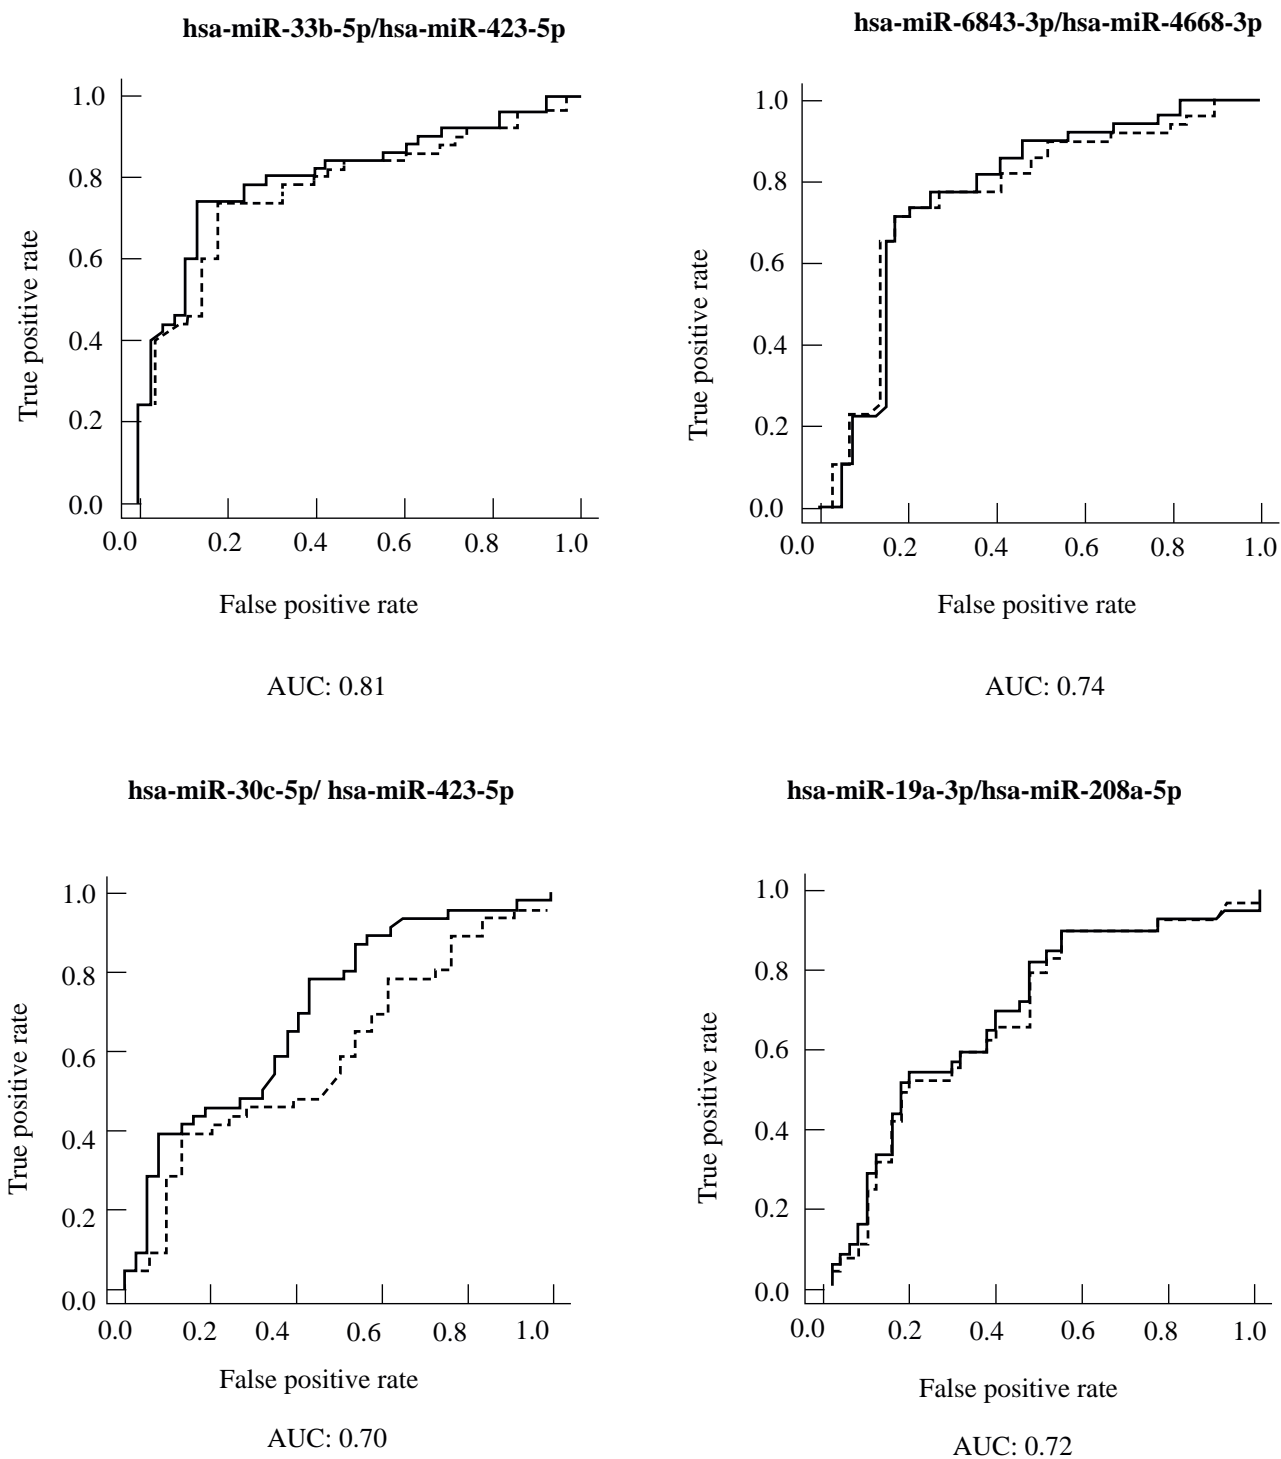 hsa-miR-33b-5p/hsa-miR-423-5p
1.0
0.8
0.6
0.4
0.2
0.0
True positive rate
0.0 0.2 0.4 0.6 0.8 1.0
False positive rate
AUC: 0.81
hsa-miR-6843-3p/hsa-miR-4668-3p
1.0
0.8
0.6
0.4
0.2
0.0
True positive rate
0.0 0.2 0.4 0.6 0.8 1.0
False positive rate
AUC: 0.74
hsa-miR-30c-5p/ hsa-miR-423-5p
1.0
0.8
0.6
0.4
0.2
0.0
True positive rate
0.0 0.2 0.4 0.6 0.8 1.0
False positive rate
AUC: 0.70
hsa-miR-19a-3p/hsa-miR-208a-5p
1.0
0.8
0.6
0.4
0.2
0.0
True positive rate
0.0 0.2 0.4 0.6 0.8 1.0
False positive rate
AUC: 0.72